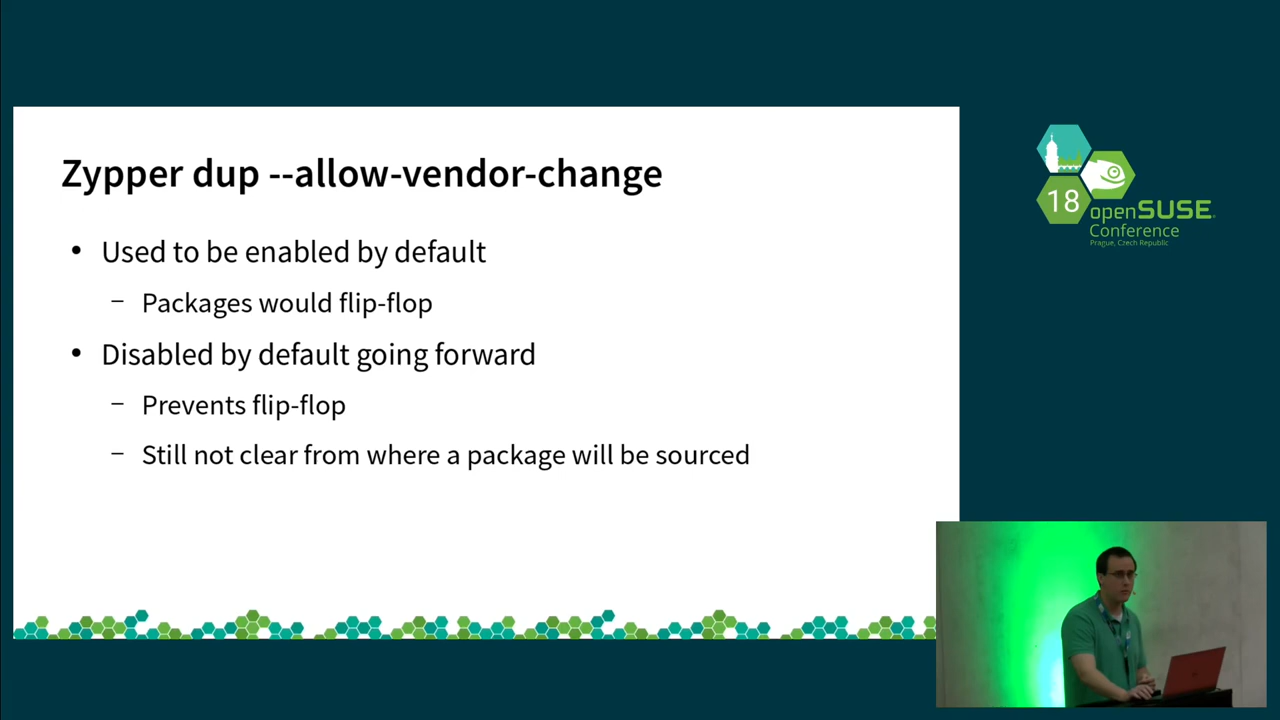 Zypper dup --allow-vendor-change
• Used to be enabled by default
– Packages would flip-flop
• Disabled by default going forward
– Prevents flip-flop
– Still not clear from where a package will be sourced
18
openSUSE
Conference
Prague, Czech Republic